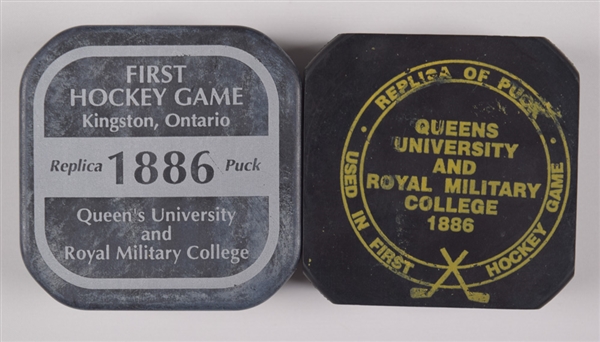 FIRST
HOCKEY GAME
Kingston, Ontario
Replica 1886 Puck
Queen's University
and
Royal Military College
REPLICA OF PUCK
USED IN FIRST HOCKEY GAME
QUEENS
UNIVERSITY
AND
ROYAL MILITARY
COLLEGE
1886